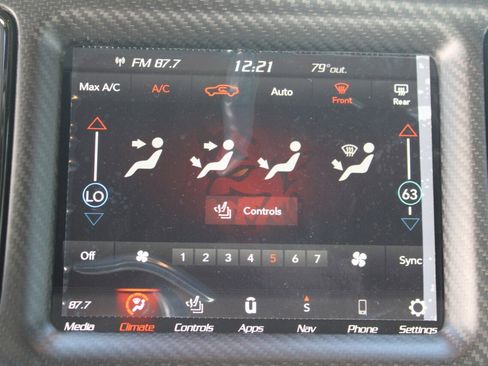 FM 87.7 12:21 79°out.
Max A/C A/C Auto Front Rear
LO 63
Controls
Off 1 2 3 4 5 6 7 Sync
87.7 S
Media Climate Controls Apps Nav Phone Settings